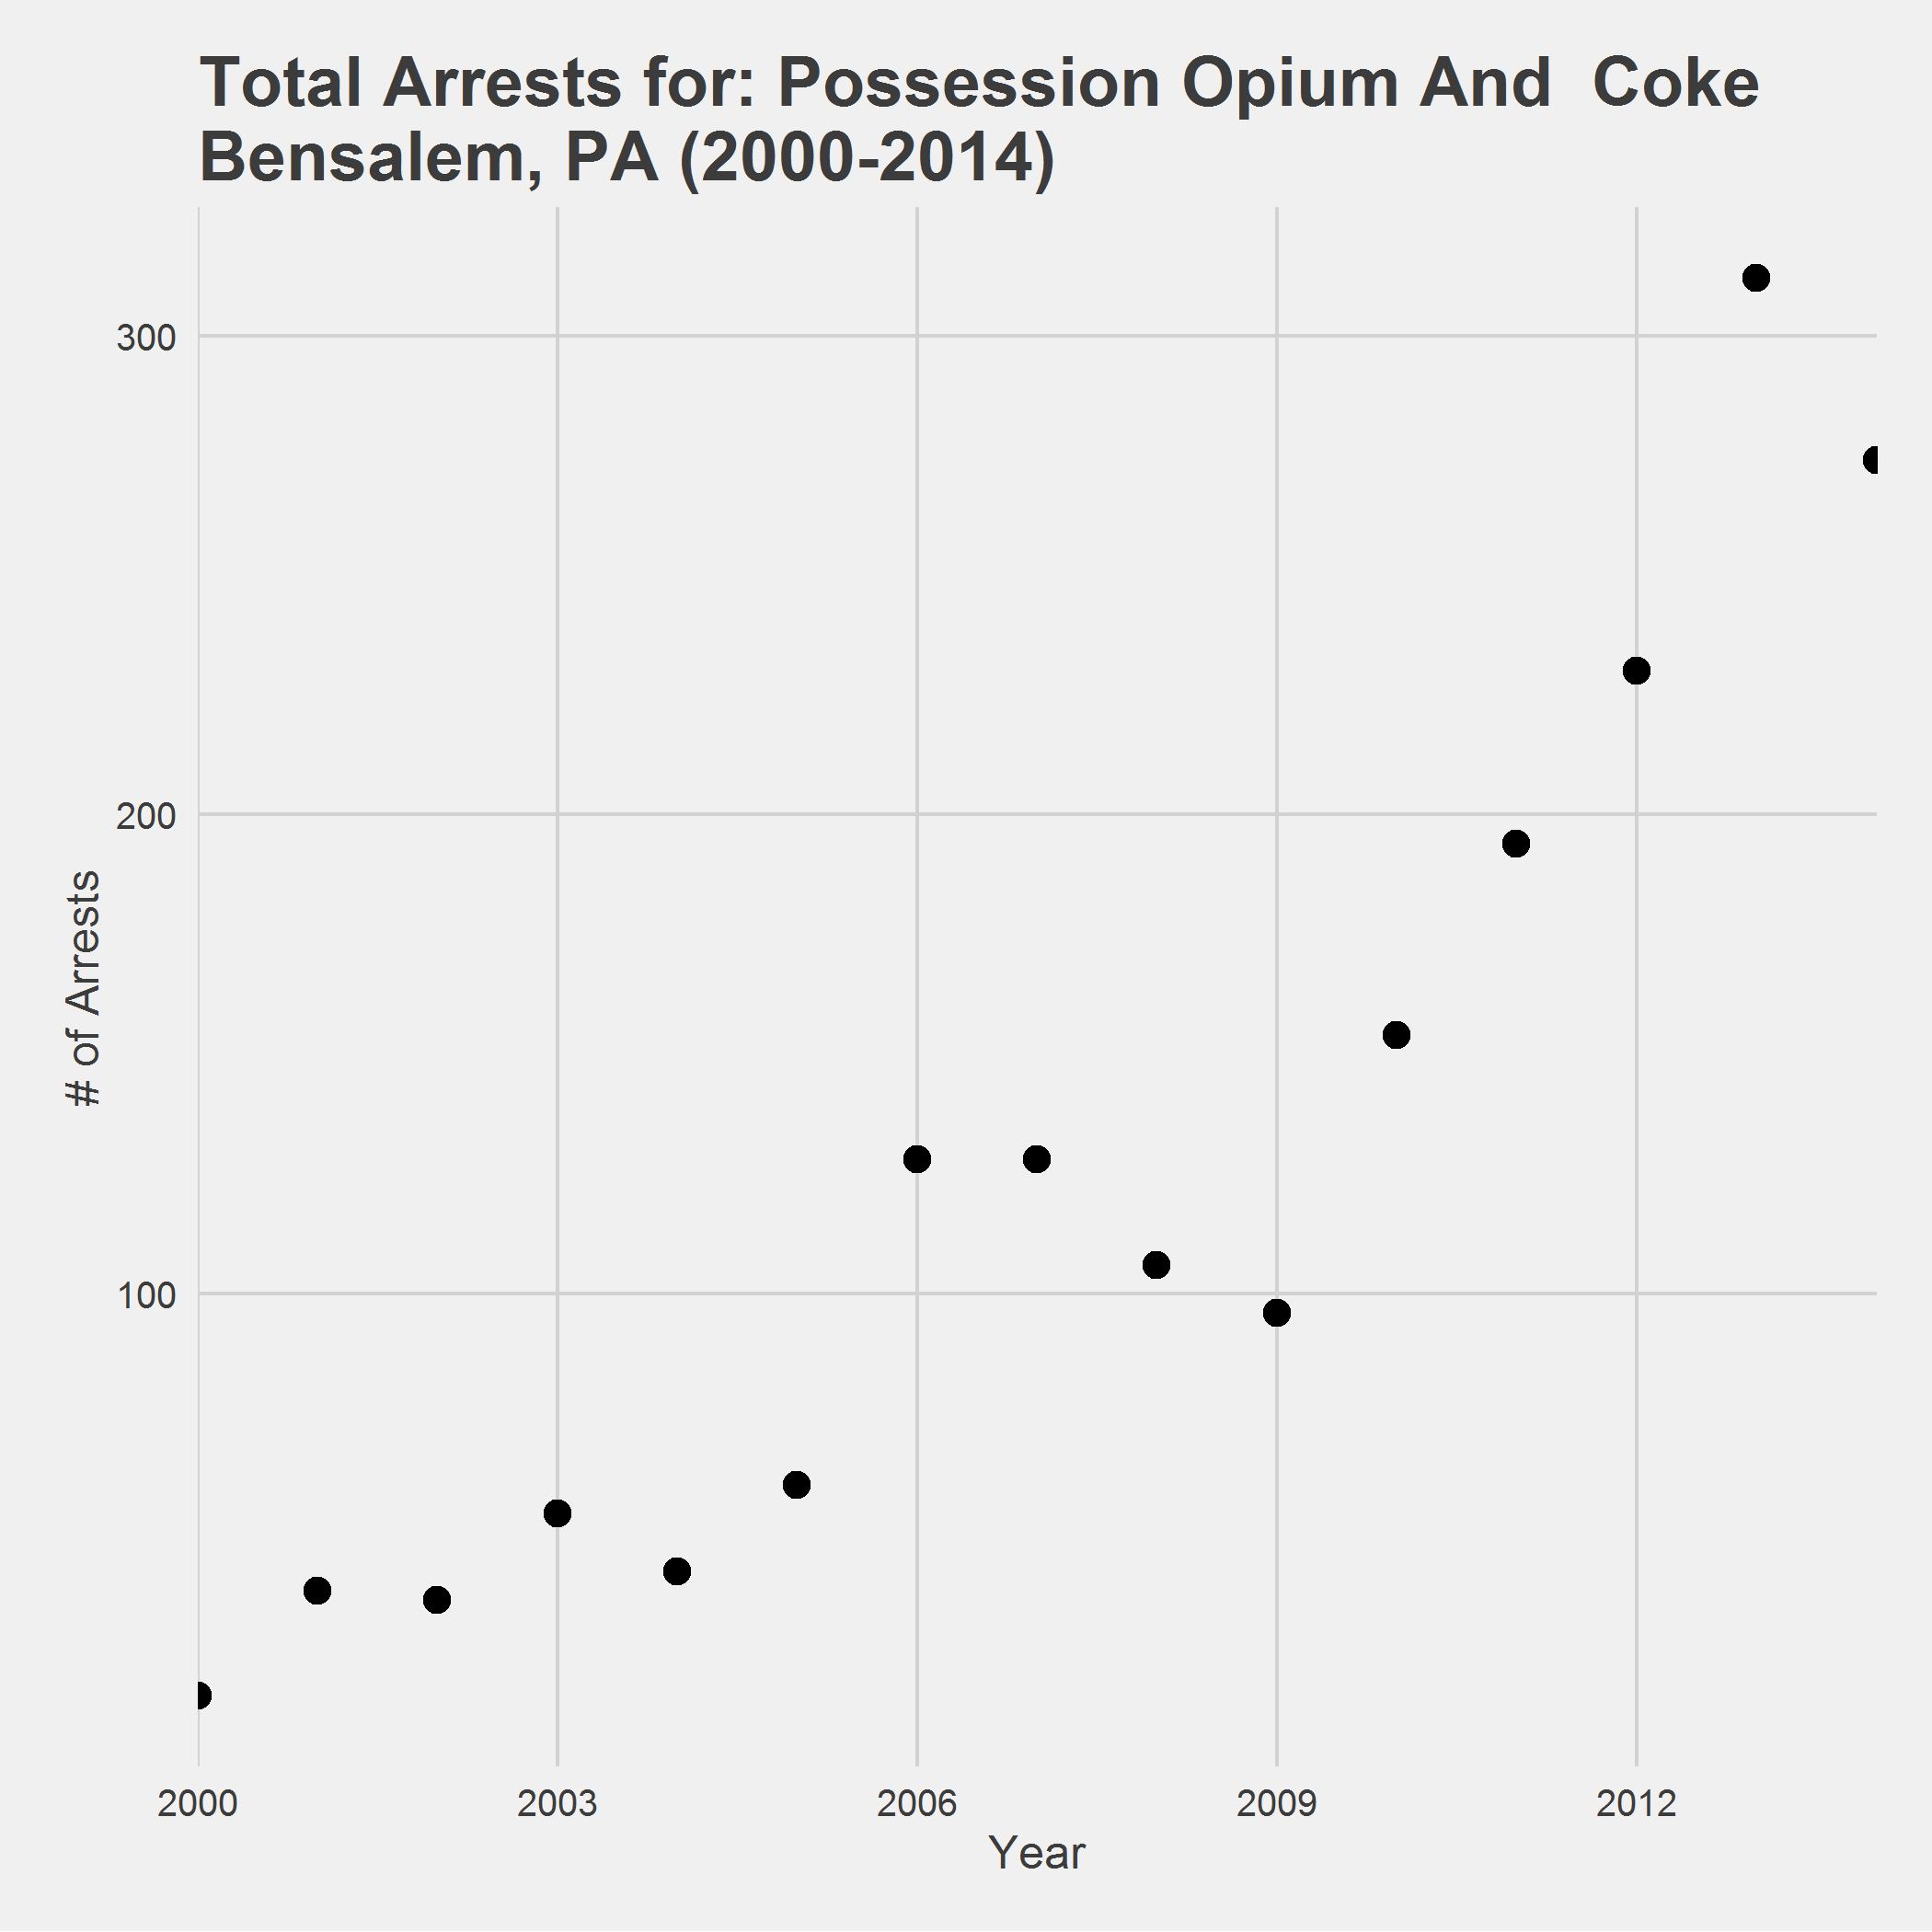 Total Arrests for: Possession Opium And  Coke
Bensalem, PA (2000-2014)
300
200
100
# of Arrests
2000 2003 2006 2009 2012
Year